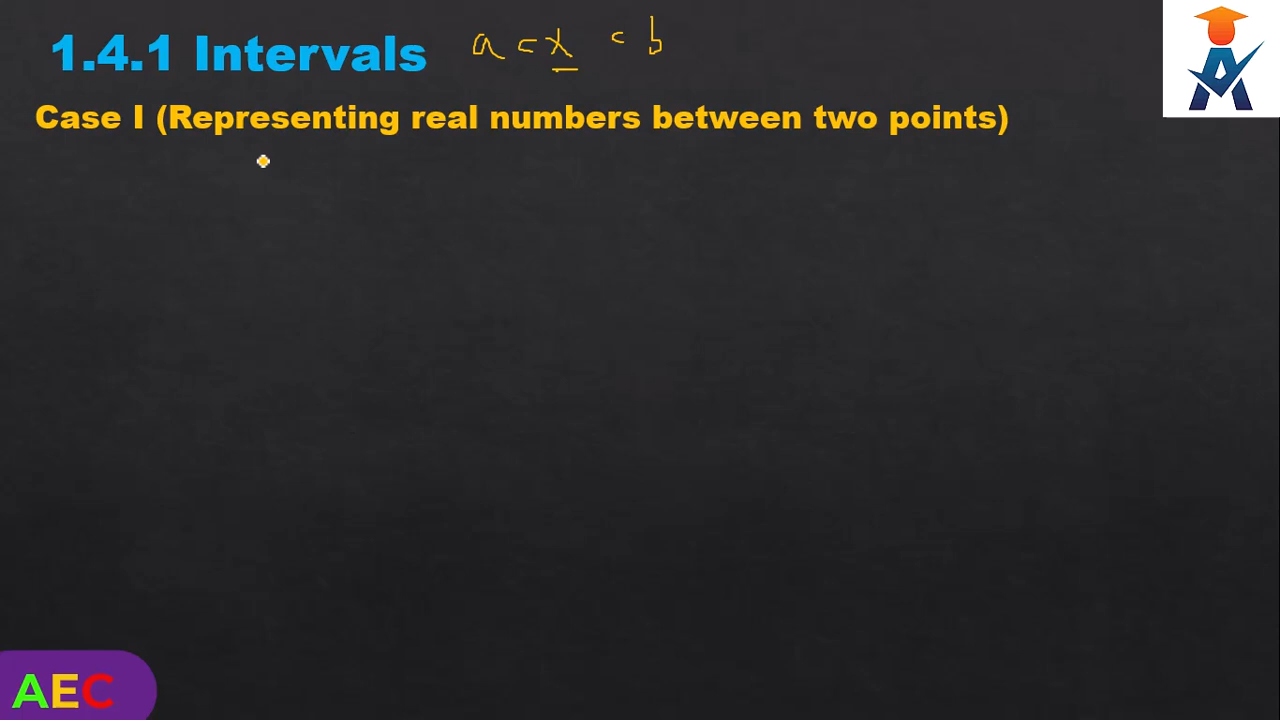 1.4.1 Intervals a < x < b
Case I (Representing real numbers between two points)
AEC